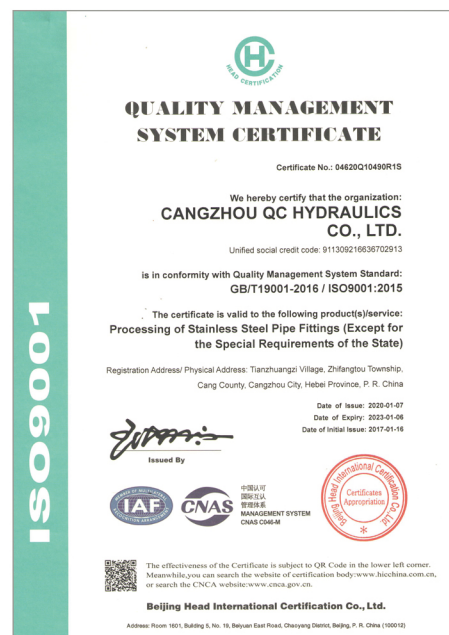 HEAD CERTIFICATION
QUALITY MANAGEMENT
SYSTEM CERTIFICATE
Certificate No.: 04620Q10490R1S
We hereby certify that the organization:
CANGZHOU QC HYDRAULICS
CO., LTD.
Unified social credit code: 911309216636702913
is in conformity with Quality Management System Standard:
GB/T19001-2016 / ISO9001:2015
The certificate is valid to the following product(s)/service:
Processing of Stainless Steel Pipe Fittings (Except for
the Special Requirements of the State)
Registration Address/ Physical Address: Tianzhuangzi Village, Zhifangtou Township,
Cang County, Cangzhou City, Hebei Province, P. R. China
Date of Issue: 2020-01-07
Date of Expiry: 2023-01-06
Date of Initial Issue: 2017-01-16
Issued By
ISO9001
MEMBER OF MULTILATERAL
IAF
RECOGNITION ARRANGEMENT
CNAS
中国认可
国际互认
管理体系
MANAGEMENT SYSTEM
CNAS C046-M
Beijing Head International Certification Co., Ltd.
Certificates
Appropriation
The effectiveness of the Certificate is subject to QR Code in the lower left corner.
Meanwhile,you can search the website of certification body:www.hicchina.com.cn,
or search the CNCA website:www.cnca.gov.cn.
Beijing Head International Certification Co., Ltd.
Address: Room 1601, Building 5, No. 19, Beiyuan East Road, Chaoyang District, Beijing, P. R. China (100012)